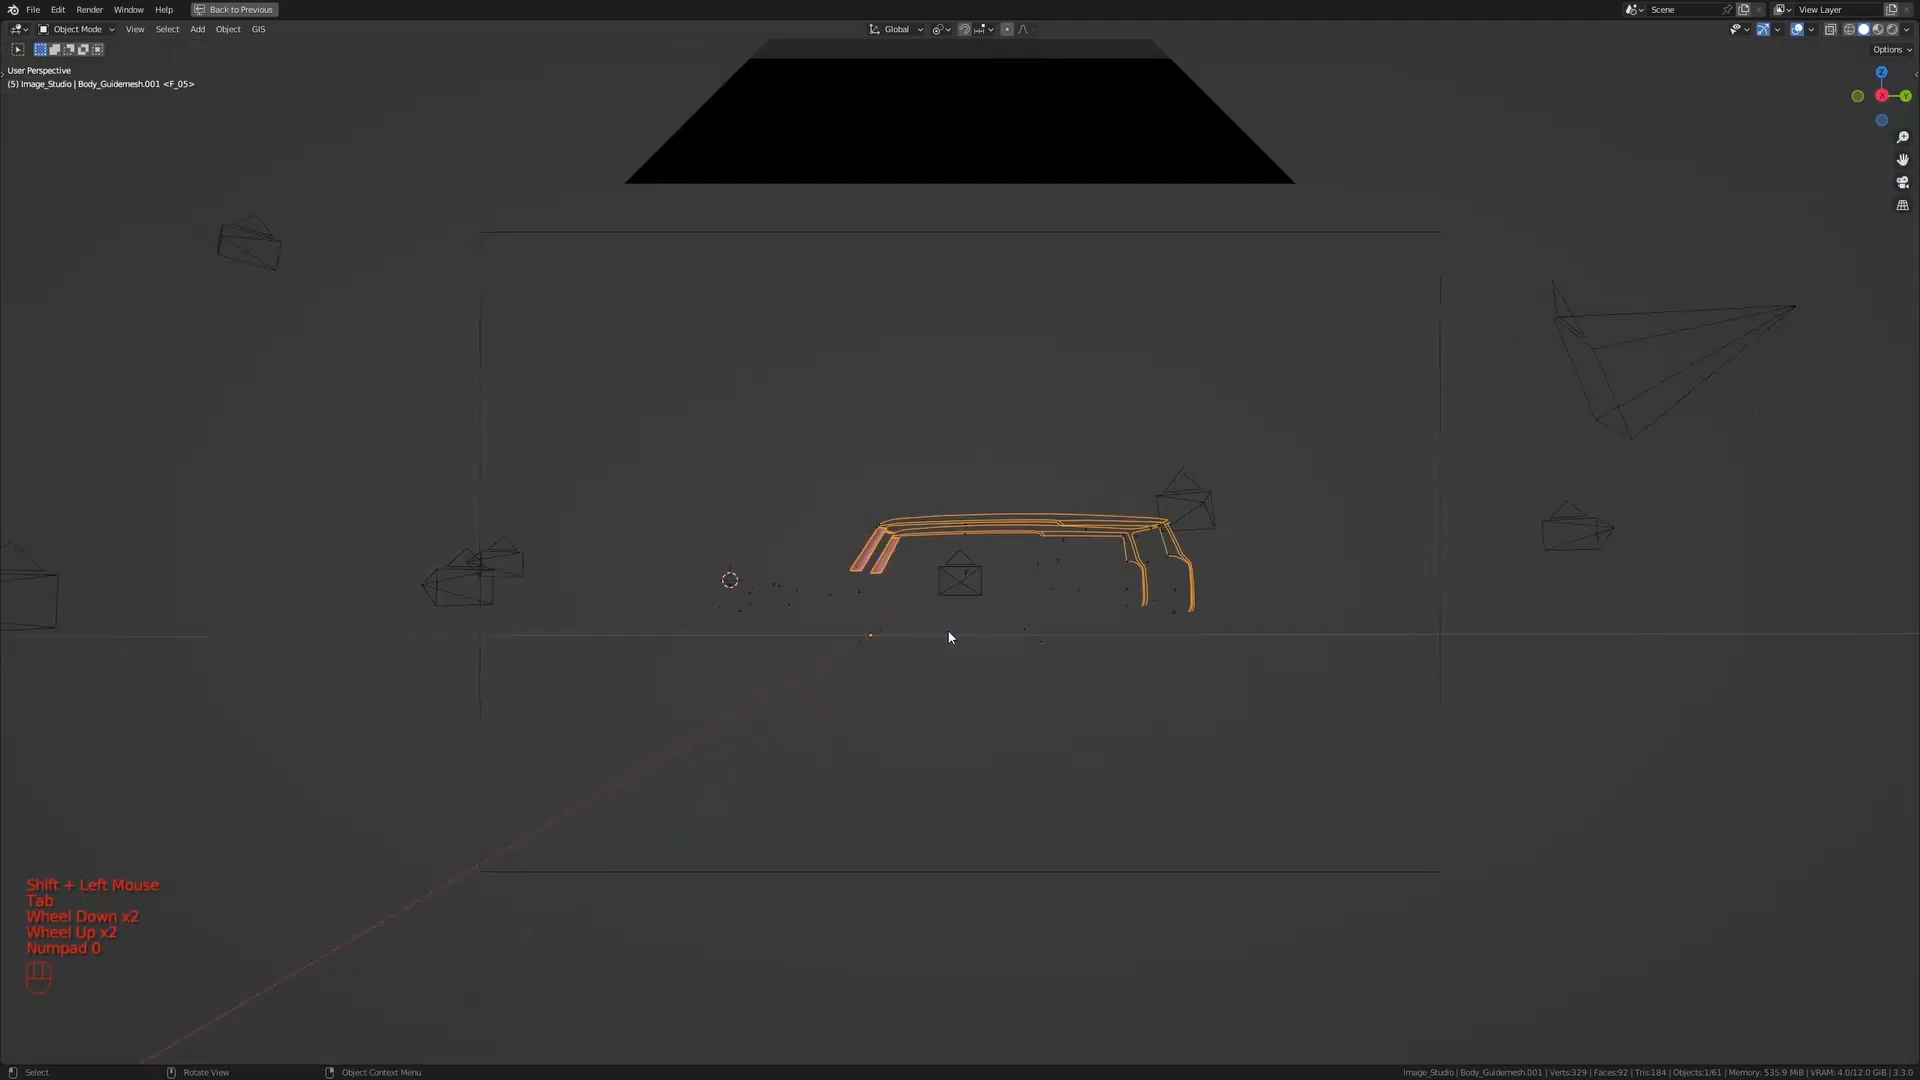 File Edit Render Window Help Back to Previous Scene View Layer
Object Mode View Select Add Object GIS Global
Options
User Perspective
(5) Image_Studio | Body_Guidemesh.001 <F_05>
Z
X Y
Shift + Left Mouse
Tab
Wheel Down x2
Wheel Up x2
Numpad 0
Select Rotate View Object Context Menu Image_Studio | Body_Guidemesh.001 | Verts:329 | Faces:92 | Tris:184 | Objects:1/61 | Memory: 535.9 MiB | VRAM: 4.0/12.0 GiB | 3.3.0